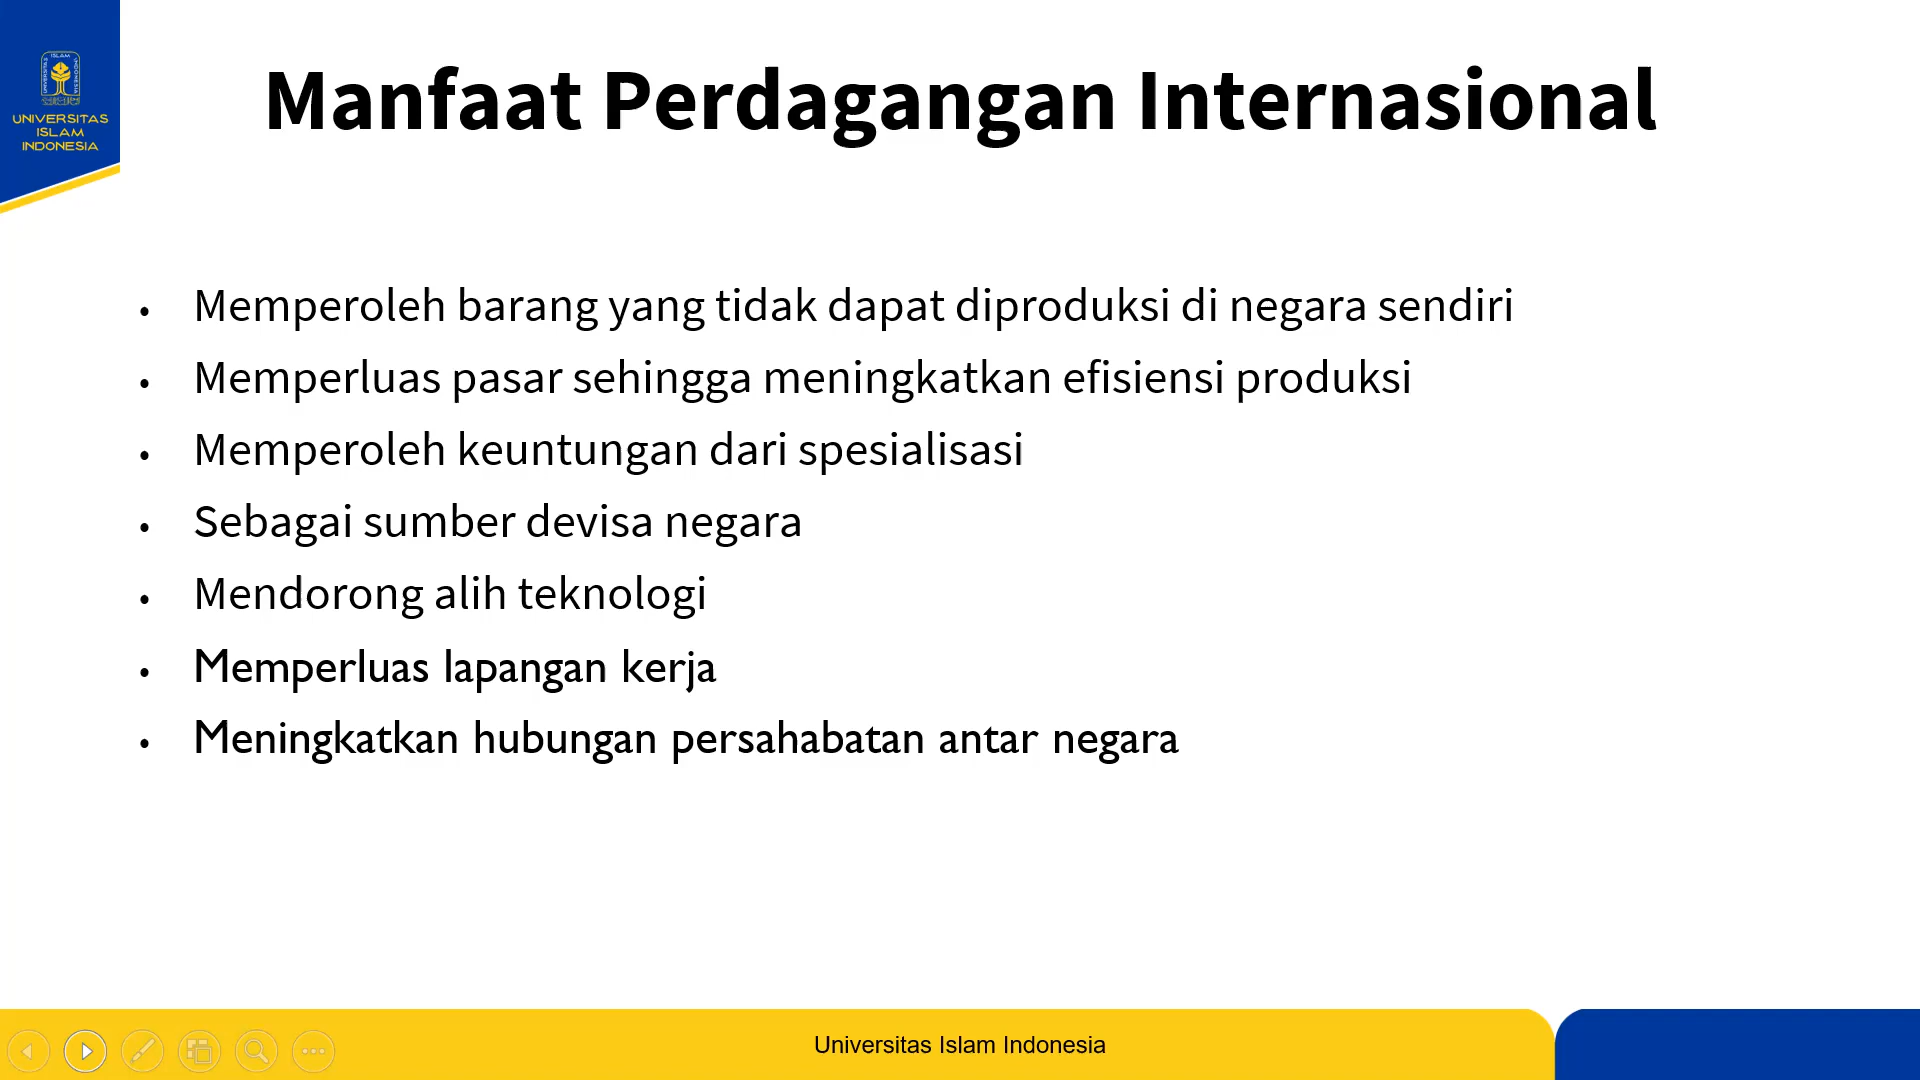 UNIVERSITAS
ISLAM
INDONESIA
Manfaat Perdagangan Internasional
• Memperoleh barang yang tidak dapat diproduksi di negara sendiri
• Memperluas pasar sehingga meningkatkan efisiensi produksi
• Memperoleh keuntungan dari spesialisasi
• Sebagai sumber devisa negara
• Mendorong alih teknologi
• Memperluas lapangan kerja
• Meningkatkan hubungan persahabatan antar negara
Universitas Islam Indonesia